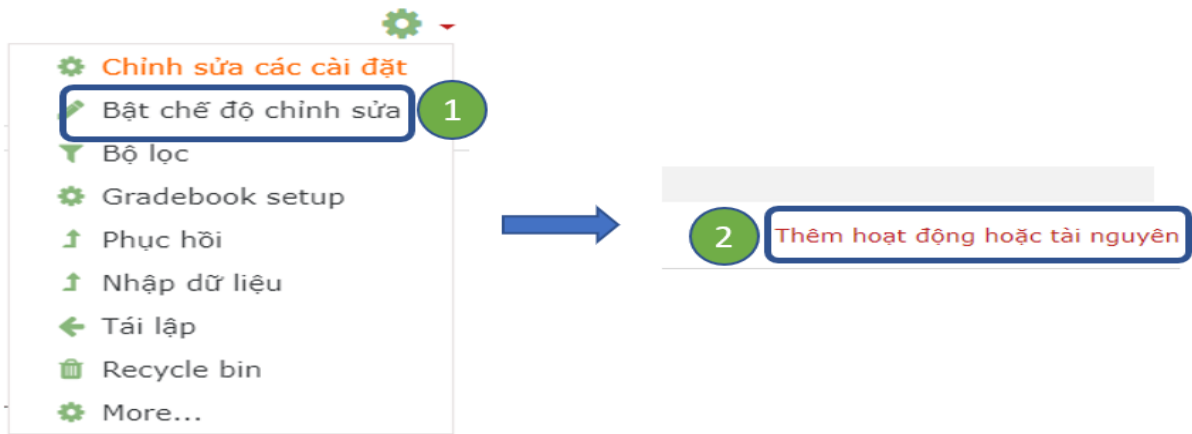 Chỉnh sửa các cài đặt
Bật chế độ chỉnh sửa
1
Bộ lọc
Gradebook setup
Phục hồi
Nhập dữ liệu
Tái lập
Recycle bin
More...
2
Thêm hoạt động hoặc tài nguyên